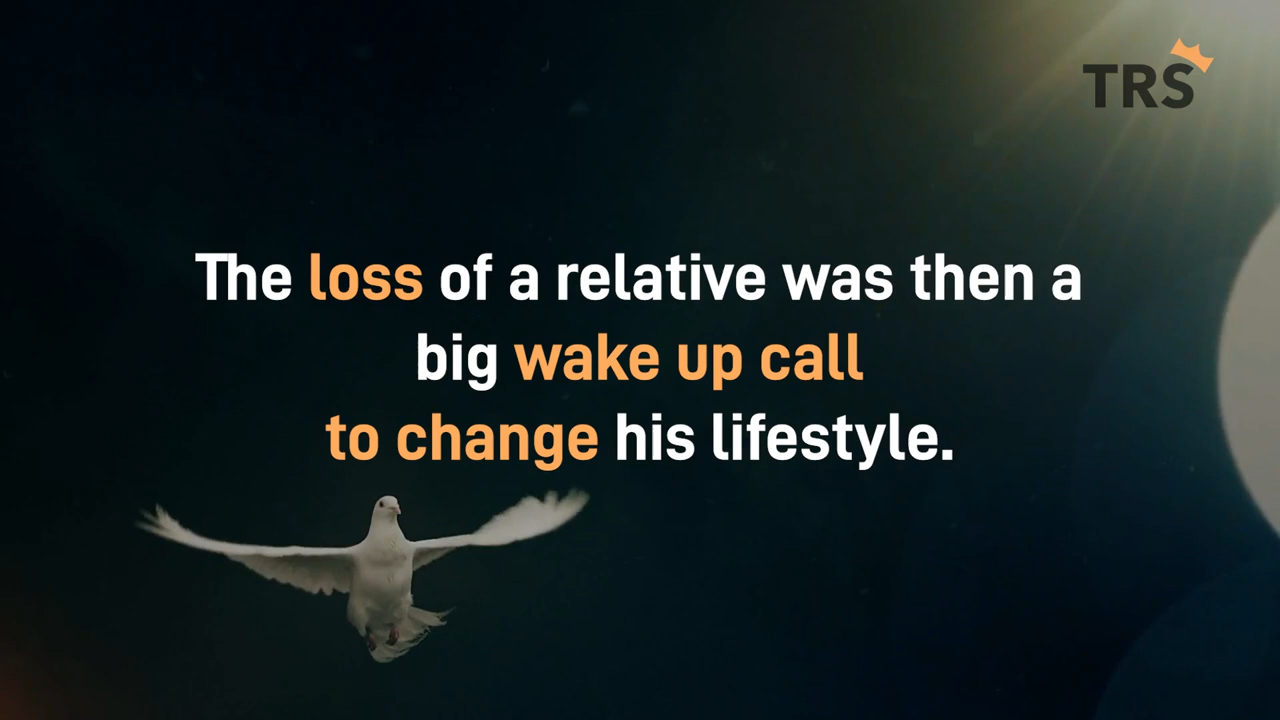 TRS
The loss of a relative was then a
big wake up call
to change his lifestyle.